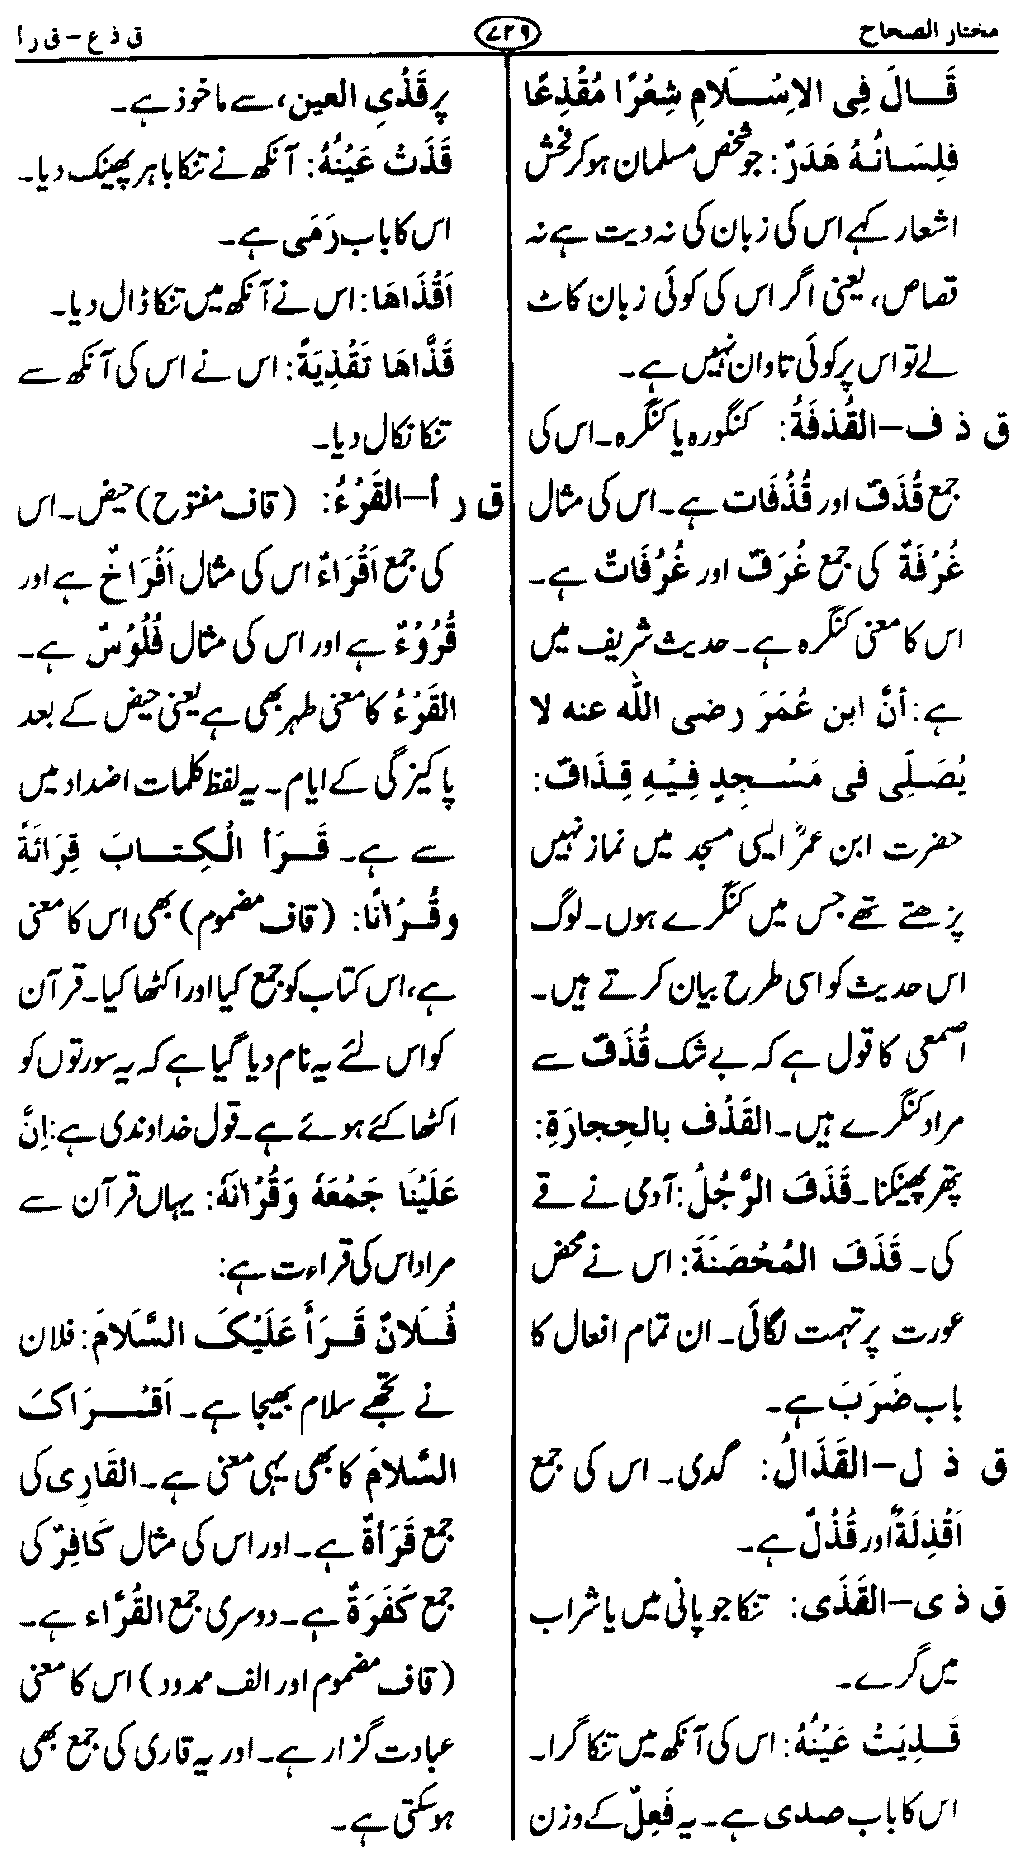 مختار الصحاح
۷۲۹
ق ذ ع – ق ر أ
قَالَ فِی الاِسْلَامِ شِعْرًا مُقْذِعًا
فَلِسَانُهُ هَدَرٌ: جو شخص مسلمان ہو کر فحش
اشعار کہے اس کی زبان کی نہ دیت ہے نہ
قصاص، یعنی اگر اس کی کوئی زبان کاٹ
لے تو اس پر کوئی تاوان نہیں ہے۔
ق ذ ف – القُذفَةُ: کنگورہ یا کنگرہ۔ اس کی
جمع قُذَفٌ اور قُذُفَات ہے۔ اس کی مثال
غُرْفَةٌ کی جمع غُرَفٌ اور غُرُفَاتٌ ہے۔
اس کا معنی کنگرہ ہے۔ حدیث شریف میں
ہے: أنَّ ابن عُمَرَ رضی اللّٰہ عنه لا
یُصَلِّی فی مَسْجِدٍ فِیْهِ قِذَافٌ:
حضرت ابن عمرؓ ایسی مسجد میں نماز نہیں
پڑھتے تھے جس میں کنگرے ہوں۔ لوگ
اس حدیث کو اسی طرح بیان کرتے ہیں۔
اصمعی کا قول ہے کہ بے شک قُذَفٌ سے
مراد کنگرے ہیں۔ القَذْف بالحِجارَةِ:
پتھر پھینکنا۔ قَذَفَ الرَّجُلُ: آدمی نے قے
کی۔ قَذَفَ المُحْصَنَةَ: اس نے محض
عورت پر تہمت لگائی۔ ان تمام افعال کا
باب ضَرَبَ ہے۔
ق ذ ل – القَذَالُ: گدی۔ اس کی جمع
اَقْذِلَةٌ اور قُذُلٌ ہے۔
ق ذ ی – القَذَی: تنکا جو پانی میں یا شراب
میں گرے۔
قَذِیَتْ عَیْنُهُ: اس کی آنکھ میں تنکا گرا۔
اس کا باب صدی ہے۔ یہ فَعِلٌ کے وزن
پر قَذْیِ العین، سے ماخوذ ہے۔
قَذَتْ عَیْنُهُ: آنکھ نے تنکا باہر پھینک دیا۔
اس کا باب رَمَی ہے۔
اَقْذَاهَا: اس نے آنکھ میں تنکا ڈال دیا۔
قَذَّاهَا تَقْذِیَةً: اس نے اس کی آنکھ سے
تنکا نکال دیا۔
ق ر أ – القَرْءُ: (قاف مفتوح) حیض۔ اس
کی جمع اَقْرَاءٌ اس کی مثال اَفْرَاخٌ ہے اور
قُرُوْءٌ ہے اور اس کی مثال فُلُوْسٌ ہے۔
القَرْءُ کا معنی طہر بھی ہے یعنی حیض کے بعد
پاکیزگی کے ایام۔ یہ لفظ کلمات اضداد میں
سے ہے۔ قَرَأ الْکِتابَ قِرَائَةً
وقُرْانًا: (قاف مضموم) بھی اس کا معنی
ہے، اس کتاب کو جمع کیا اور اکٹھا کیا۔ قرآن
کو اس لئے یہ نام دیا گیا ہے کہ یہ سورتوں کو
اکٹھا کئے ہوئے ہے۔ قول خداوندی ہے: اِنَّ
عَلَیْنَا جَمْعَهٗ وَقُرْاٰنَهٗ: یہاں قرآن سے
مراد اس کی قراءت ہے:
فُلَانٌ قَرَأَ عَلَیْکَ السَّلَامَ: فلان
نے تجھے سلام بھیجا ہے۔ اَقْرَاکَ
السَّلَامَ کا بھی یہی معنی ہے۔ القَارِی کی
جمع قَرَأةٌ ہے۔ اور اس کی مثال کَافِرٌ کی
جمع کَفَرَةٌ ہے۔ دوسری جمع القُرَّاء ہے۔
(قاف مضموم اور الف ممدود) اس کا معنی
عبادت گزار ہے۔ اور یہ قاری کی جمع بھی
ہو سکتی ہے۔